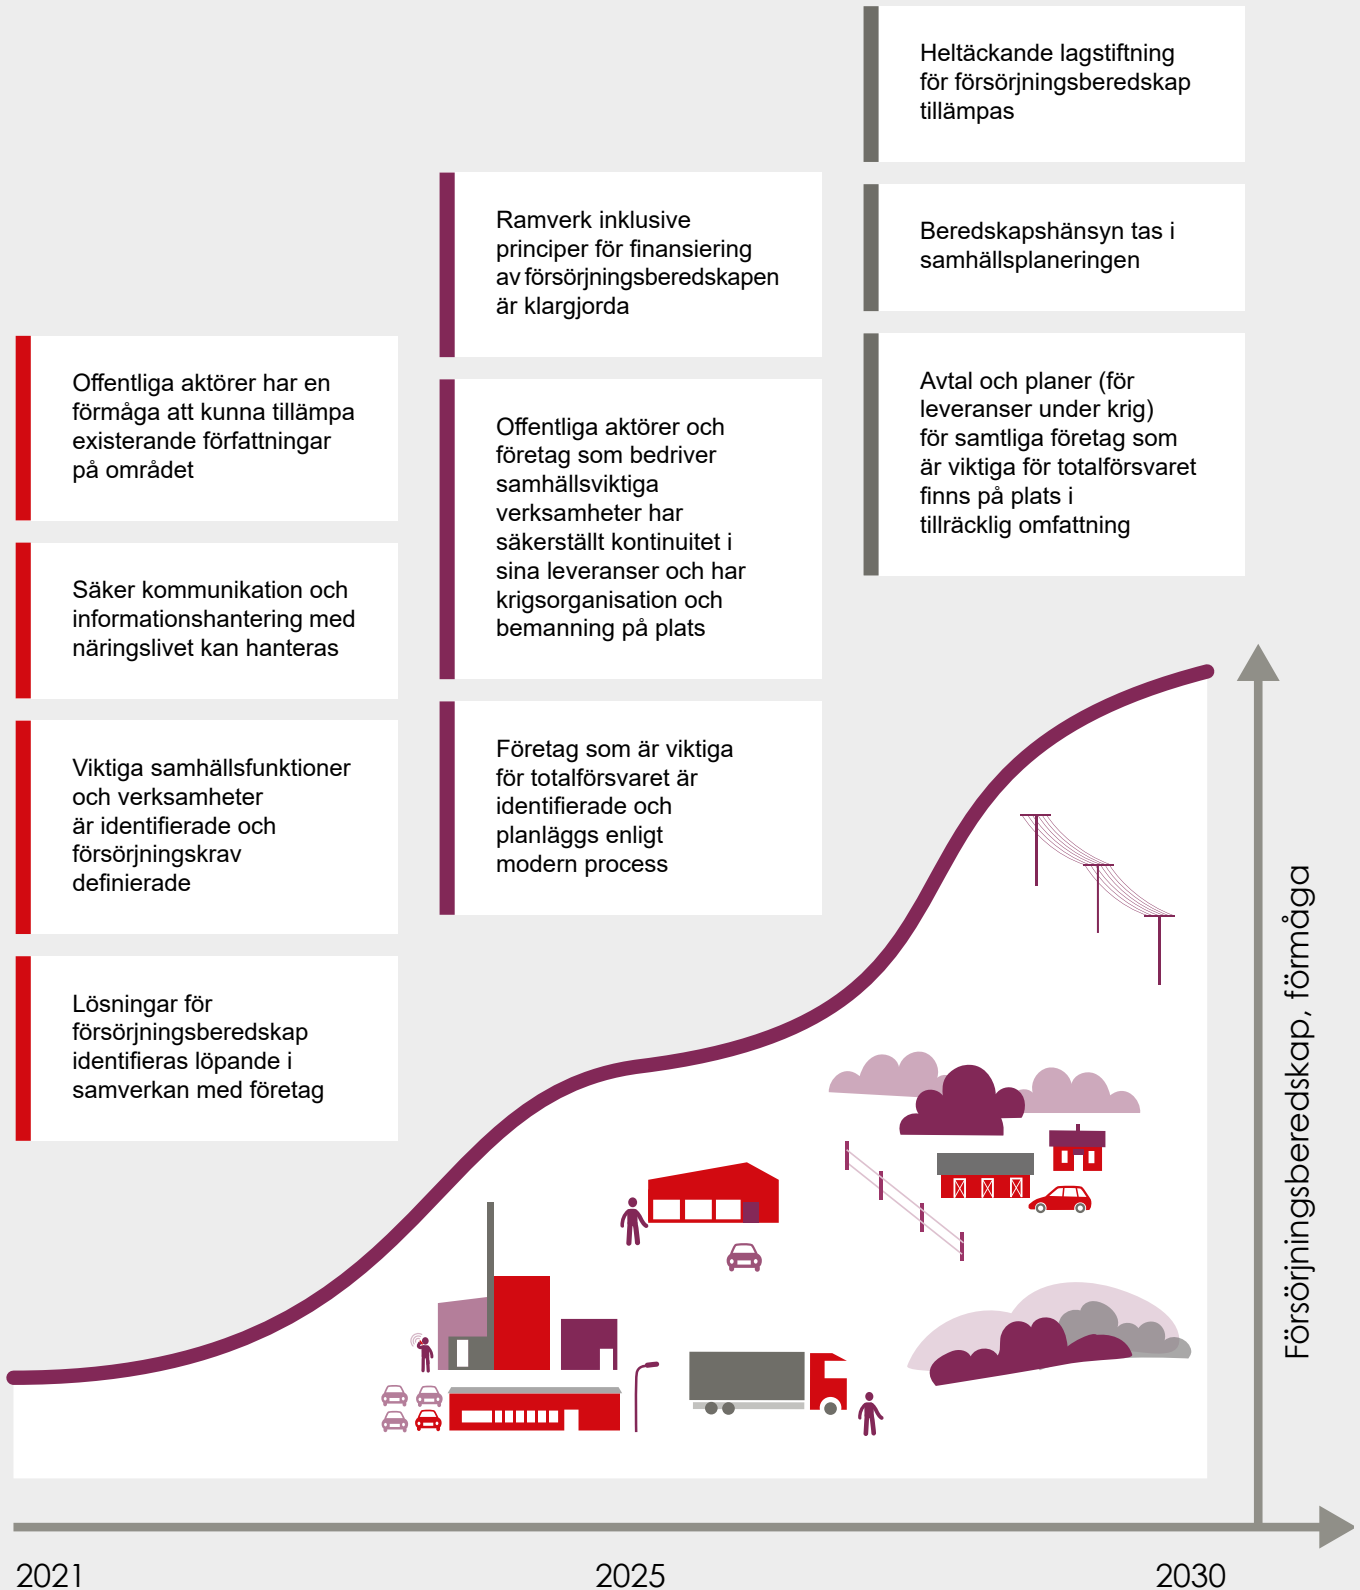 Offentliga aktörer har en
förmåga att kunna tillämpa
existerande författningar
på området
Säker kommunikation och
informationshantering med
näringslivet kan hanteras
Viktiga samhällsfunktioner
och verksamheter
är identifierade och
försörjningskrav
definierade
Lösningar för
försörjningsberedskap
identifieras löpande i
samverkan med företag
Ramverk inklusive
principer för finansiering
av försörjningsberedskapen
är klargjorda
Offentliga aktörer och
företag som bedriver
samhällsviktiga
verksamheter har
säkerställt kontinuitet i
sina leveranser och har
krigsorganisation och
bemanning på plats
Företag som är viktiga
för totalförsvaret är
identifierade och
planläggs enligt
modern process
Heltäckande lagstiftning
för försörjningsberedskap
tillämpas
Beredskapshänsyn tas i
samhällsplaneringen
Avtal och planer (för
leveranser under krig)
för samtliga företag som
är viktiga för totalförsvaret
finns på plats i
tillräcklig omfattning
Försörjningsberedskap, förmåga
2021
2025
2030